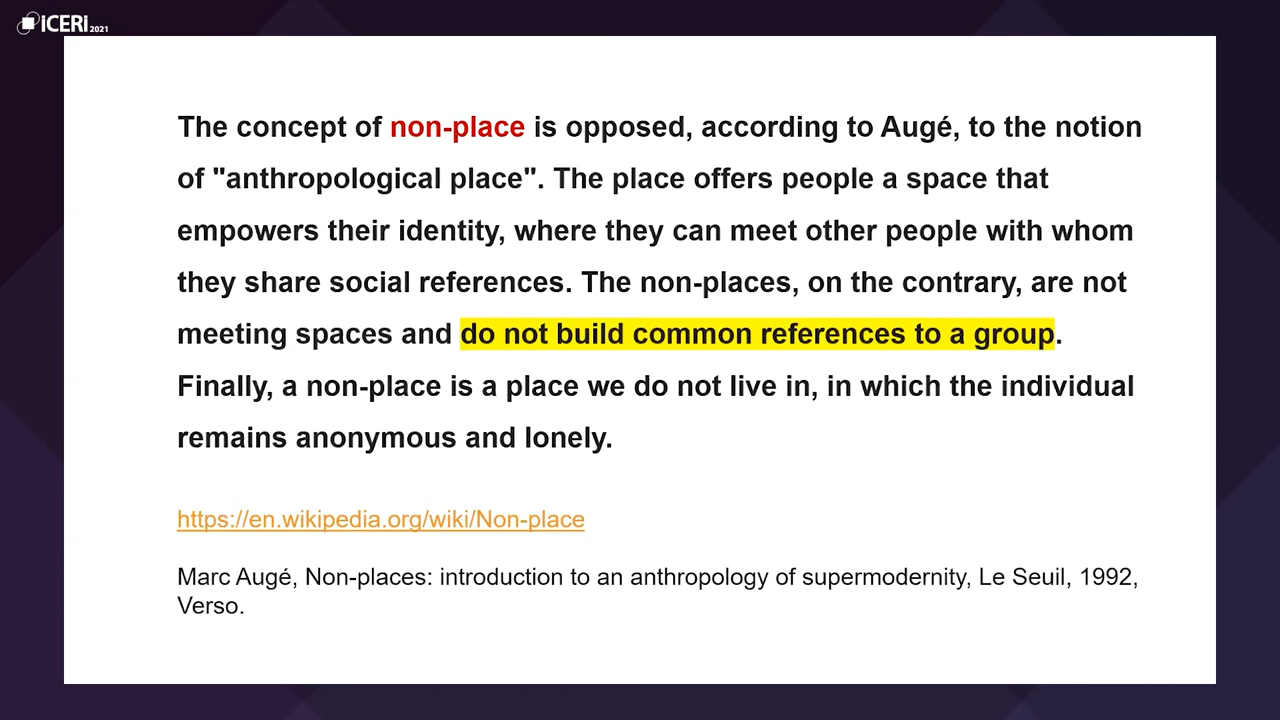 iCERi 2021
The concept of non-place is opposed, according to Augé, to the notion
of "anthropological place". The place offers people a space that
empowers their identity, where they can meet other people with whom
they share social references. The non-places, on the contrary, are not
meeting spaces and do not build common references to a group.
Finally, a non-place is a place we do not live in, in which the individual
remains anonymous and lonely.
https://en.wikipedia.org/wiki/Non-place
Marc Augé, Non-places: introduction to an anthropology of supermodernity, Le Seuil, 1992,
Verso.